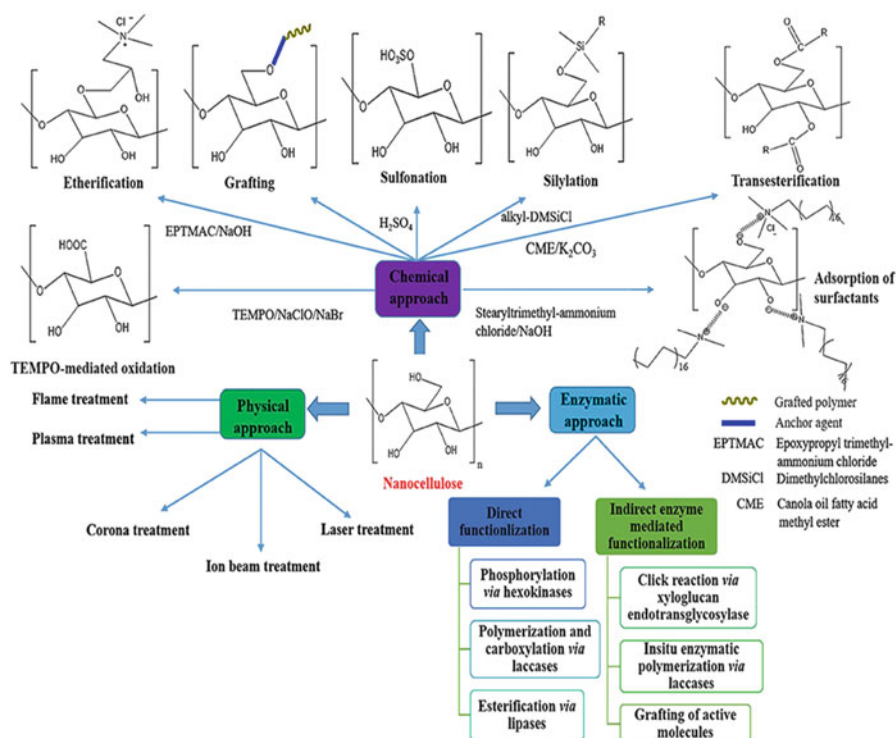 Cl⁻
N⁺
O
OH
O
O
HO
OH
Etherification
O
O
O
HO
OH
Grafting
HO₃SO
OH
O
O
HO
OH
Sulfonation
R
Si
O
O
O
HO
OH
Silylation
O
C
R
O
O
O
HO
O
R
C
O
Transesterification
EPTMAC/NaOH
H₂SO₄
alkyl-DMSiCl
CME/K₂CO₃
HOOC
O
O
HO
OH
TEMPO-mediated oxidation
TEMPO/NaClO/NaBr
Chemical
approach
Stearyltrimethyl-ammonium
chloride/NaOH
N
Cl⁻
16
O
O
O
O
O
N
N
16
Adsorption of
surfactants
Flame treatment
Plasma treatment
Physical
approach
HO
O
O
HO
OH
n
Nanocellulose
Enzymatic
approach
Grafted polymer
Anchor agent
EPTMAC Epoxypropyl trimethyl-
ammonium chloride
DMSiCl Dimethylchlorosilanes
CME Canola oil fatty acid
methyl ester
Corona treatment
Laser treatment
Ion beam treatment
Direct
functionlization
Indirect enzyme
mediated
functionalization
Phosphorylation
via hexokinases
Polymerization and
carboxylation via
laccases
Esterification via
lipases
Click reaction via
xyloglucan
endotransglycosylase
Insitu enzymatic
polymerization via
laccases
Grafting of active
molecules